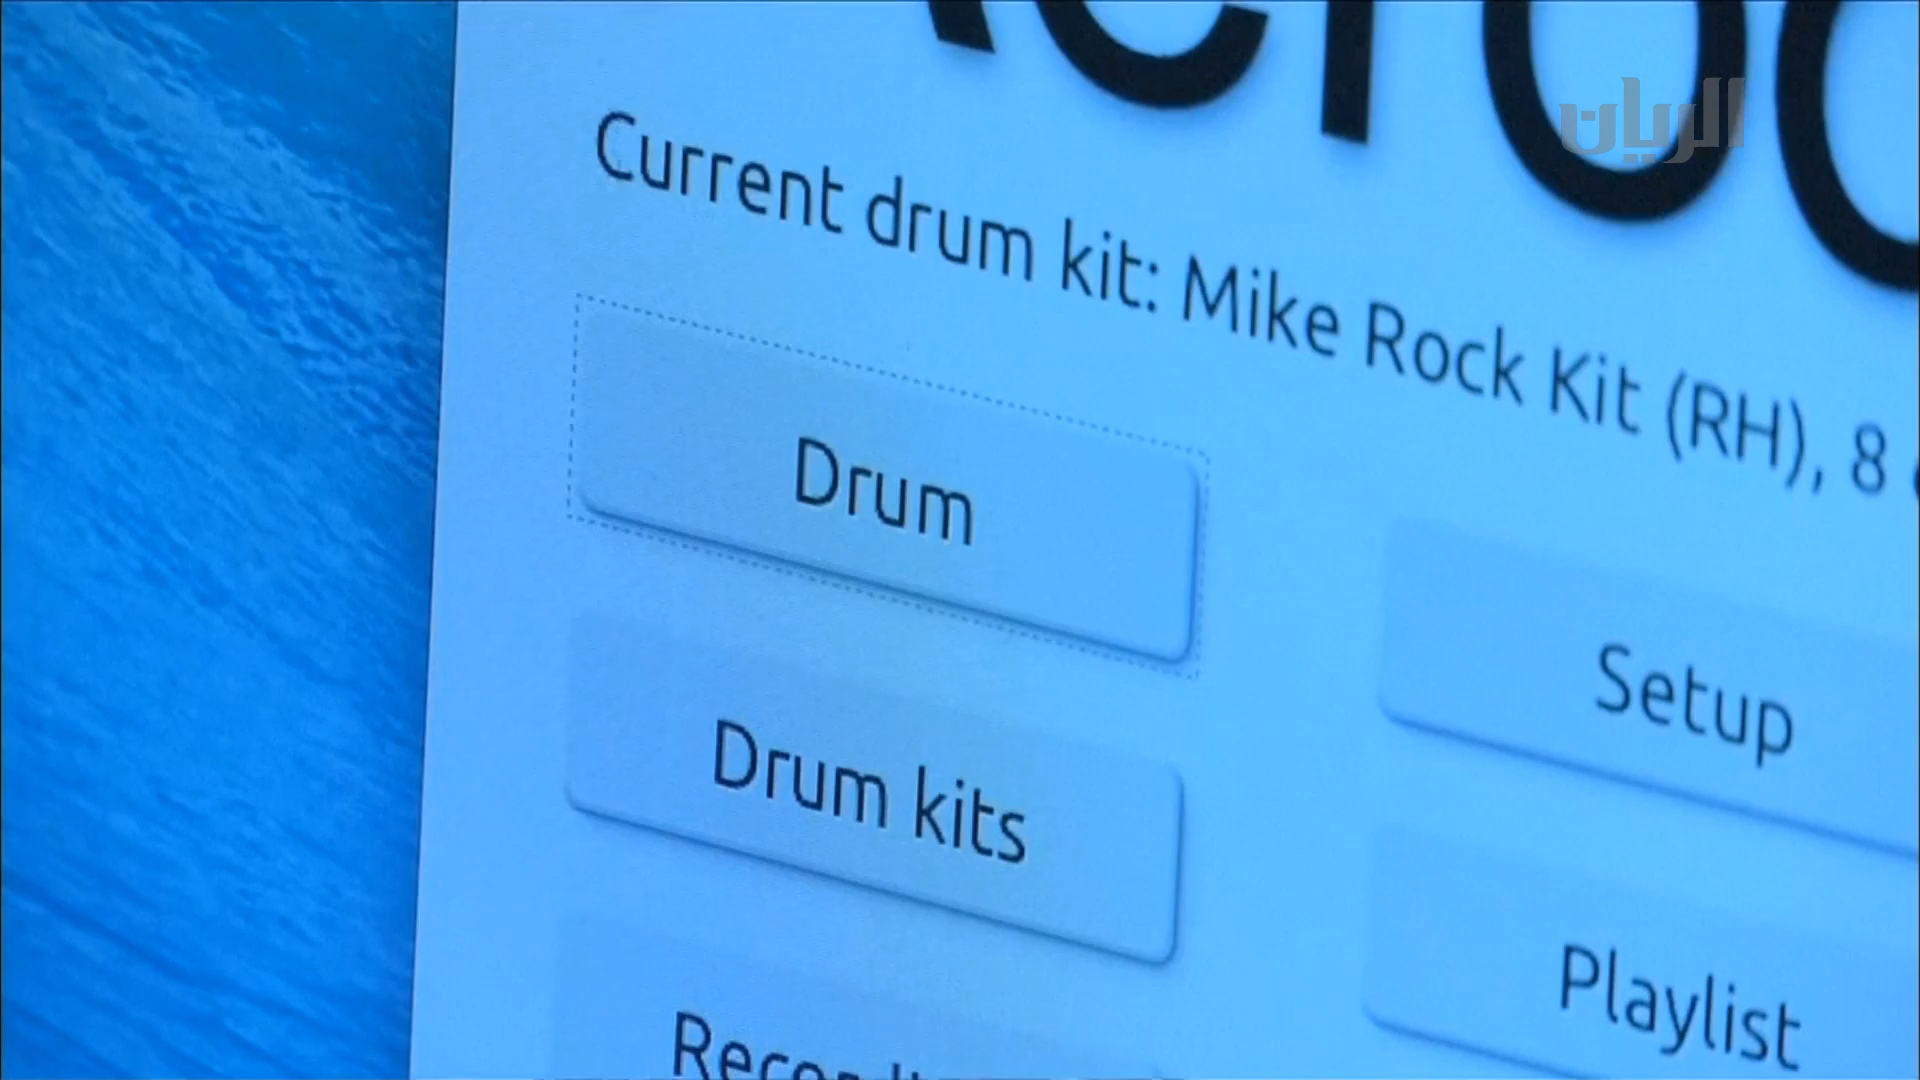 الريان
Current drum kit: Mike Rock Kit (RH), 8
Drum
Setup
Drum kits
Playlist